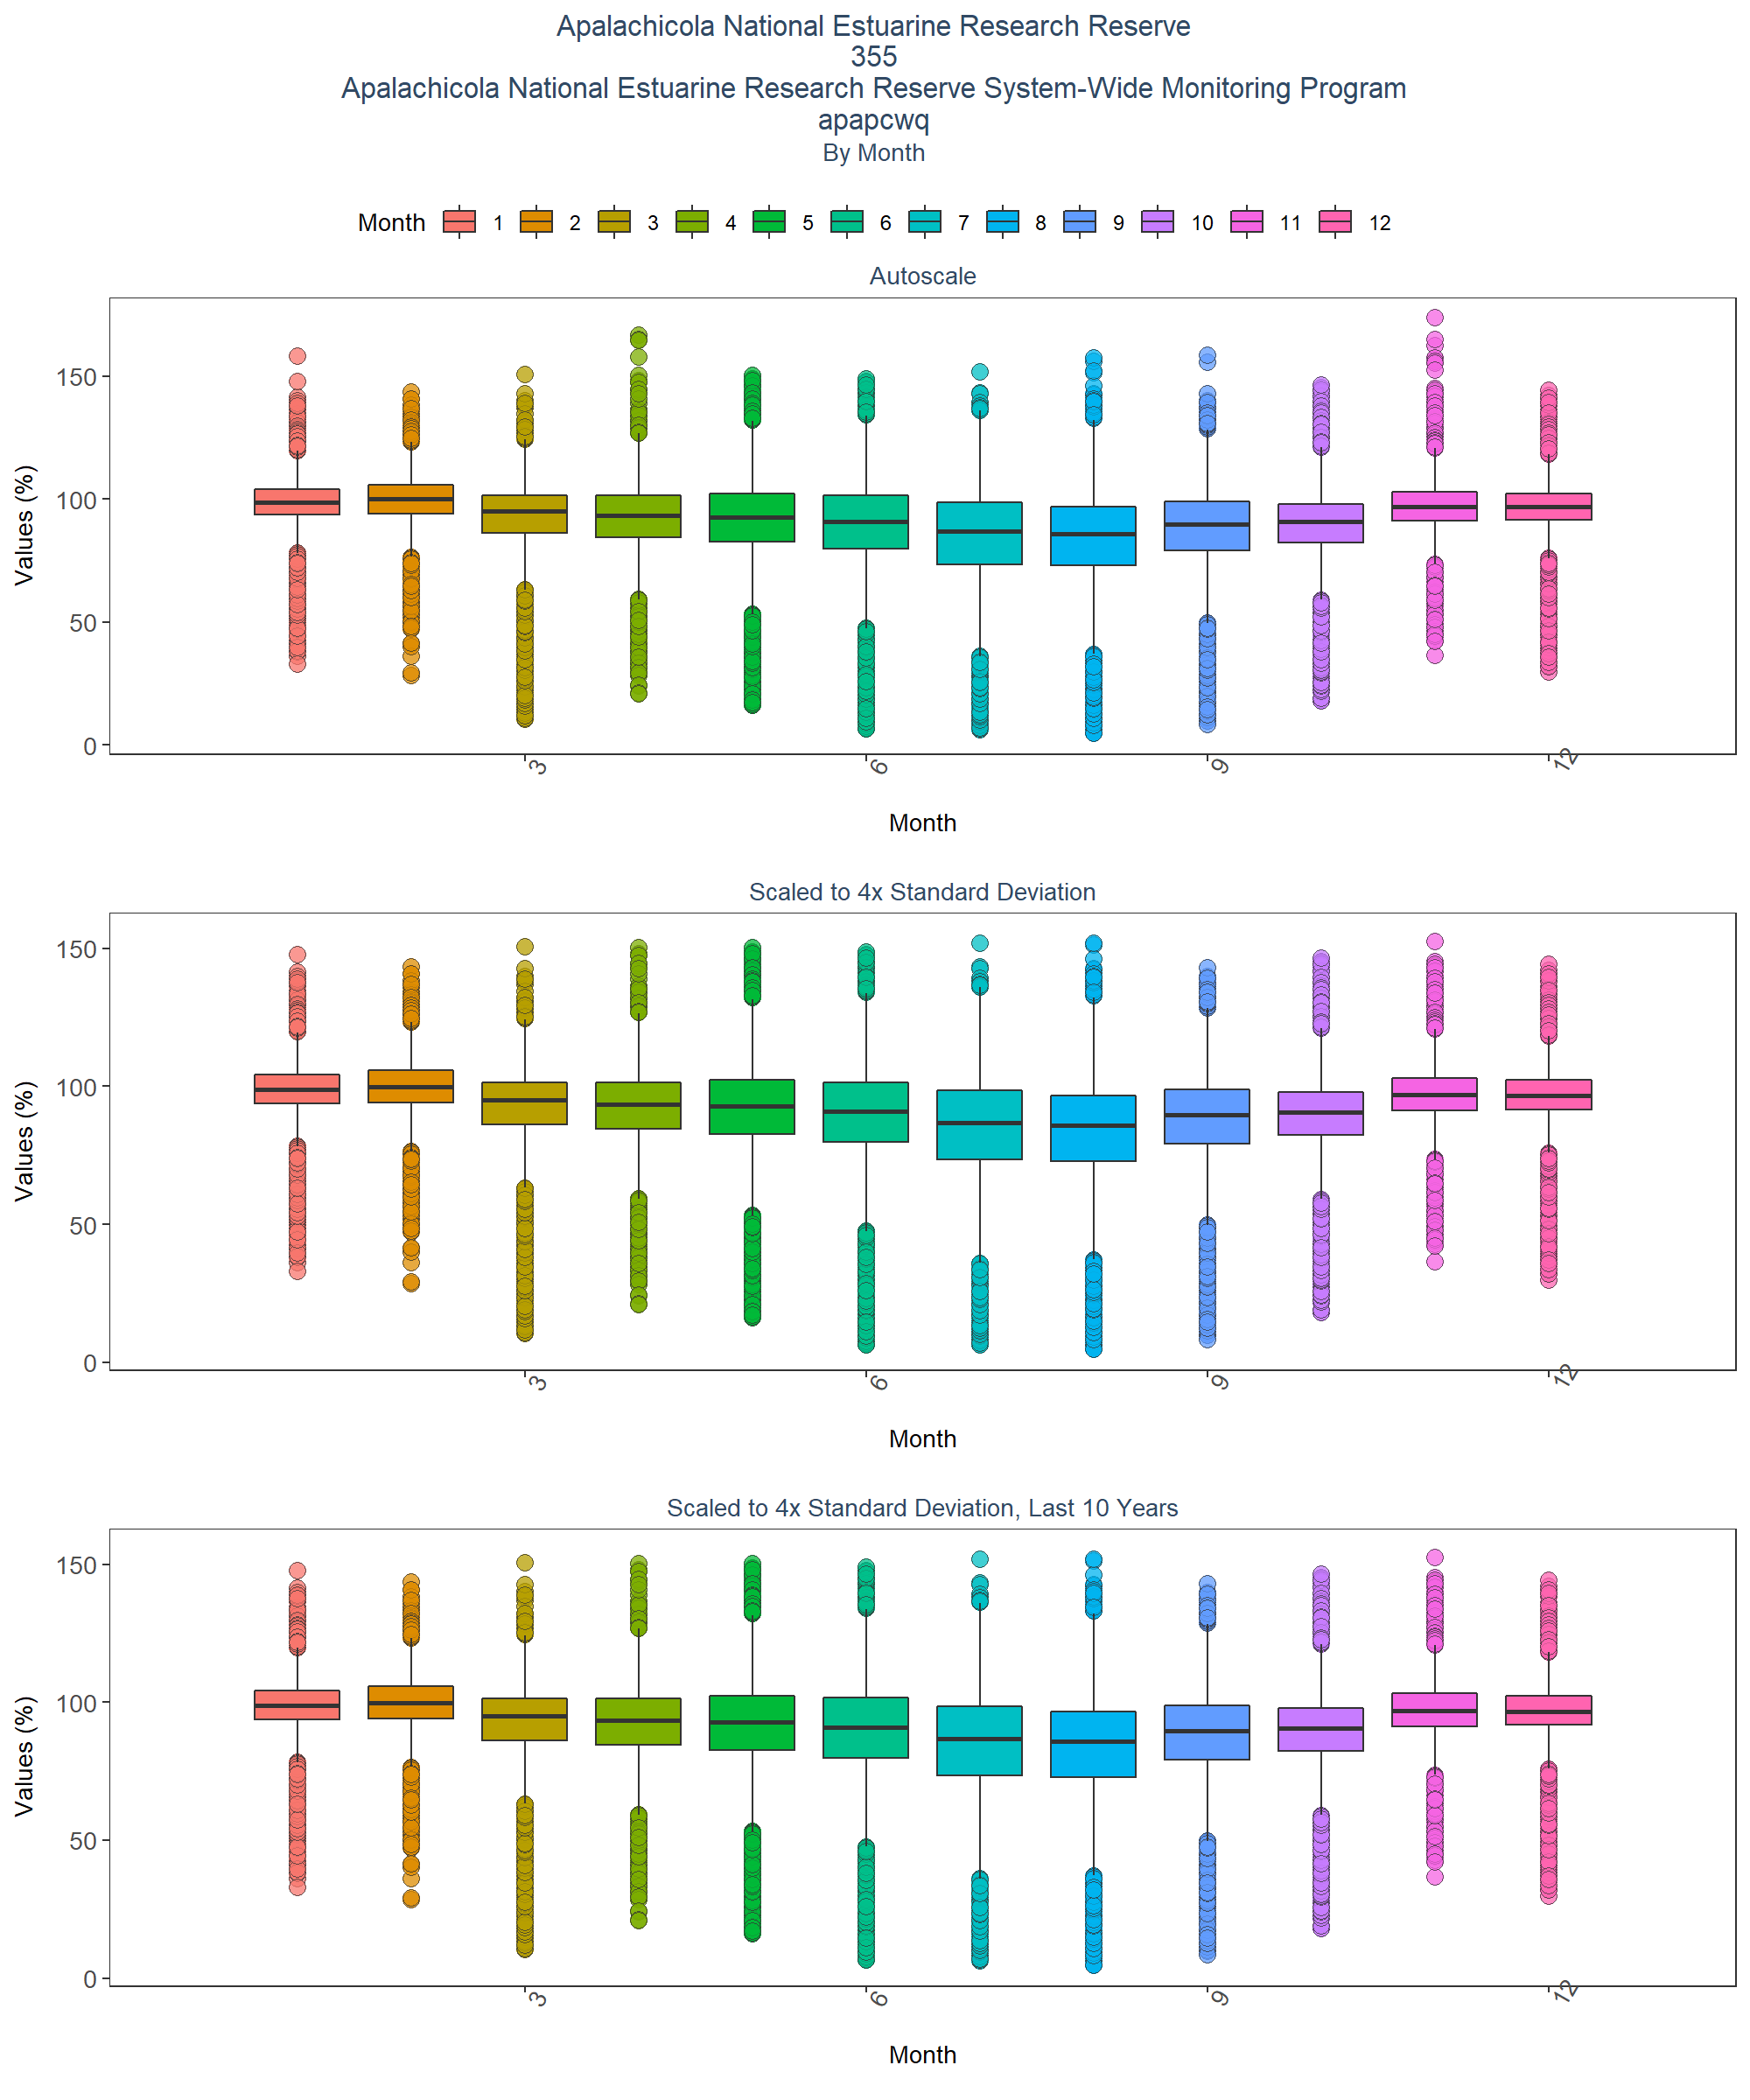 Apalachicola National Estuarine Research Reserve
355
Apalachicola National Estuarine Research Reserve System-Wide Monitoring Program
apapcwq
By Month
Month 1 2 3 4 5 6 7 8 9 10 11 12
Autoscale
Values (%)
150
100
50
0
3 6 9 12
Month
Scaled to 4x Standard Deviation
Values (%)
150
100
50
0
3 6 9 12
Month
Scaled to 4x Standard Deviation, Last 10 Years
Values (%)
150
100
50
0
3 6 9 12
Month